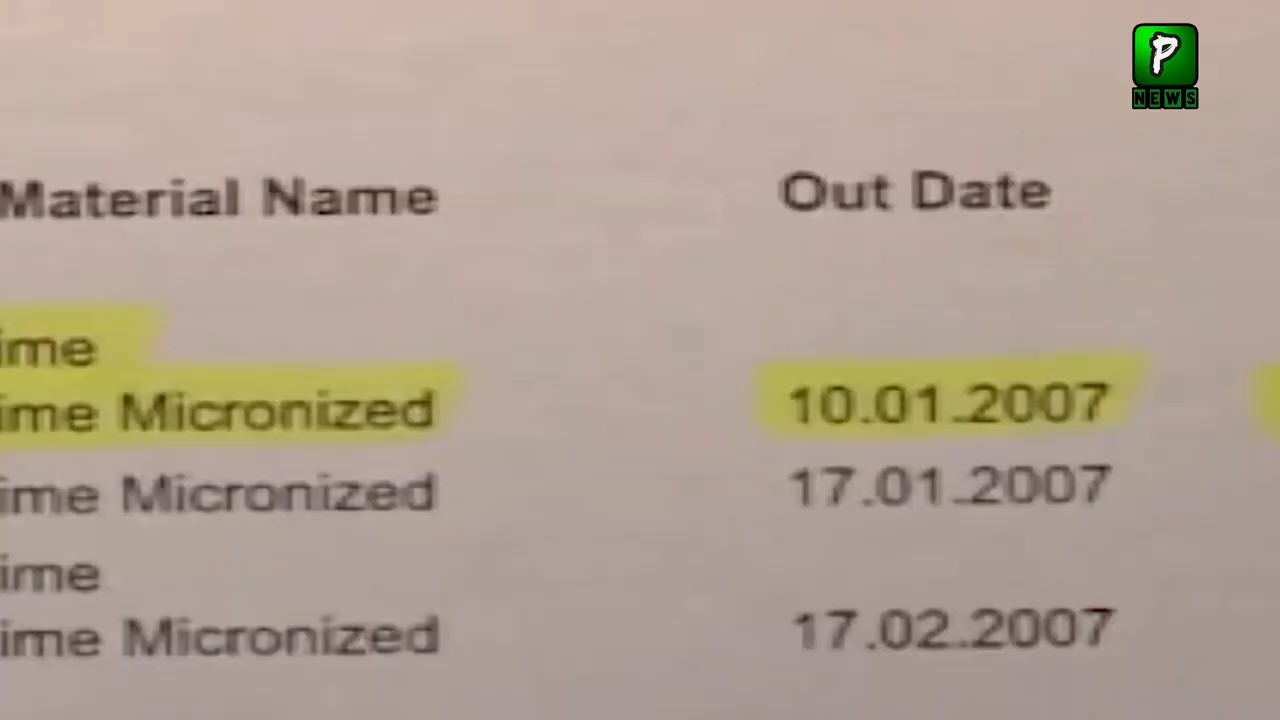 P
NEWS
Material Name Out Date
ime
ime Micronized 10.01.2007
ime Micronized 17.01.2007
ime
ime Micronized 17.02.2007